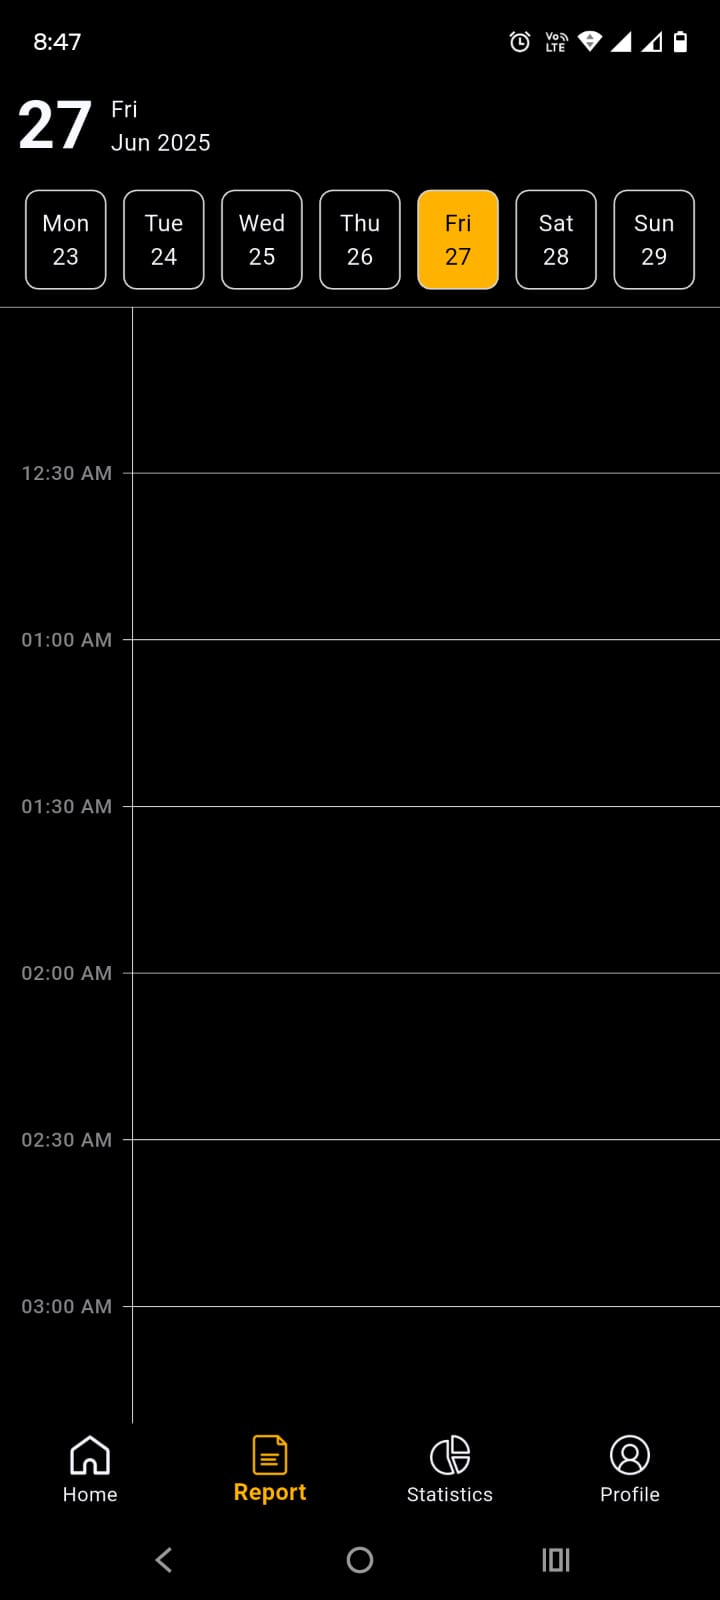 8:47
Vo LTE
27
Fri
Jun 2025
Mon Tue Wed Thu Fri Sat Sun
23 24 25 26 27 28 29
12:30 AM
01:00 AM
01:30 AM
02:00 AM
02:30 AM
03:00 AM
Home Report Statistics Profile